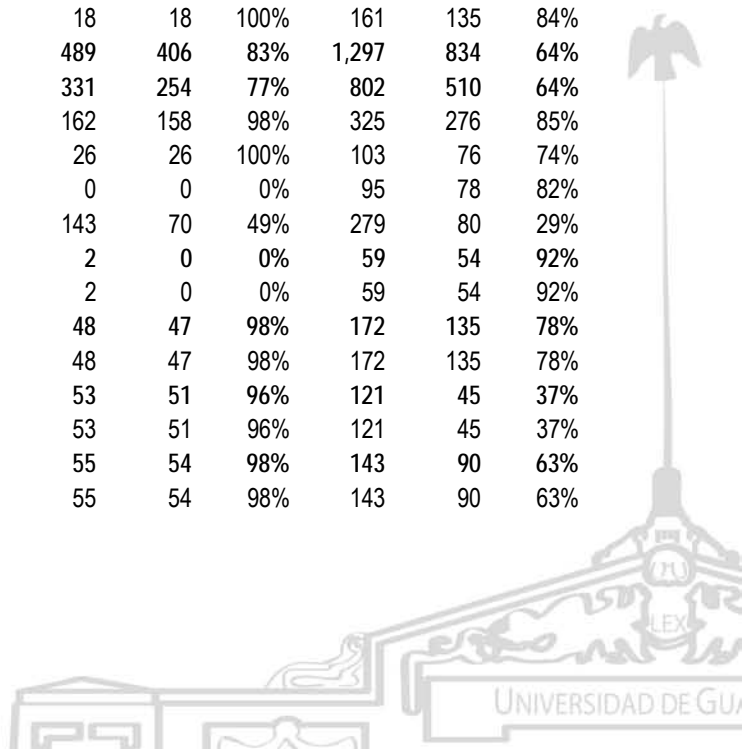 18 18 100% 161 135 84%
489 406 83% 1,297 834 64%
331 254 77% 802 510 64%
162 158 98% 325 276 85%
26 26 100% 103 76 74%
0 0 0% 95 78 82%
143 70 49% 279 80 29%
2 0 0% 59 54 92%
2 0 0% 59 54 92%
48 47 98% 172 135 78%
48 47 98% 172 135 78%
53 51 96% 121 45 37%
53 51 96% 121 45 37%
55 54 98% 143 90 63%
55 54 98% 143 90 63%
LEX
UNIVERSIDAD DE GUA